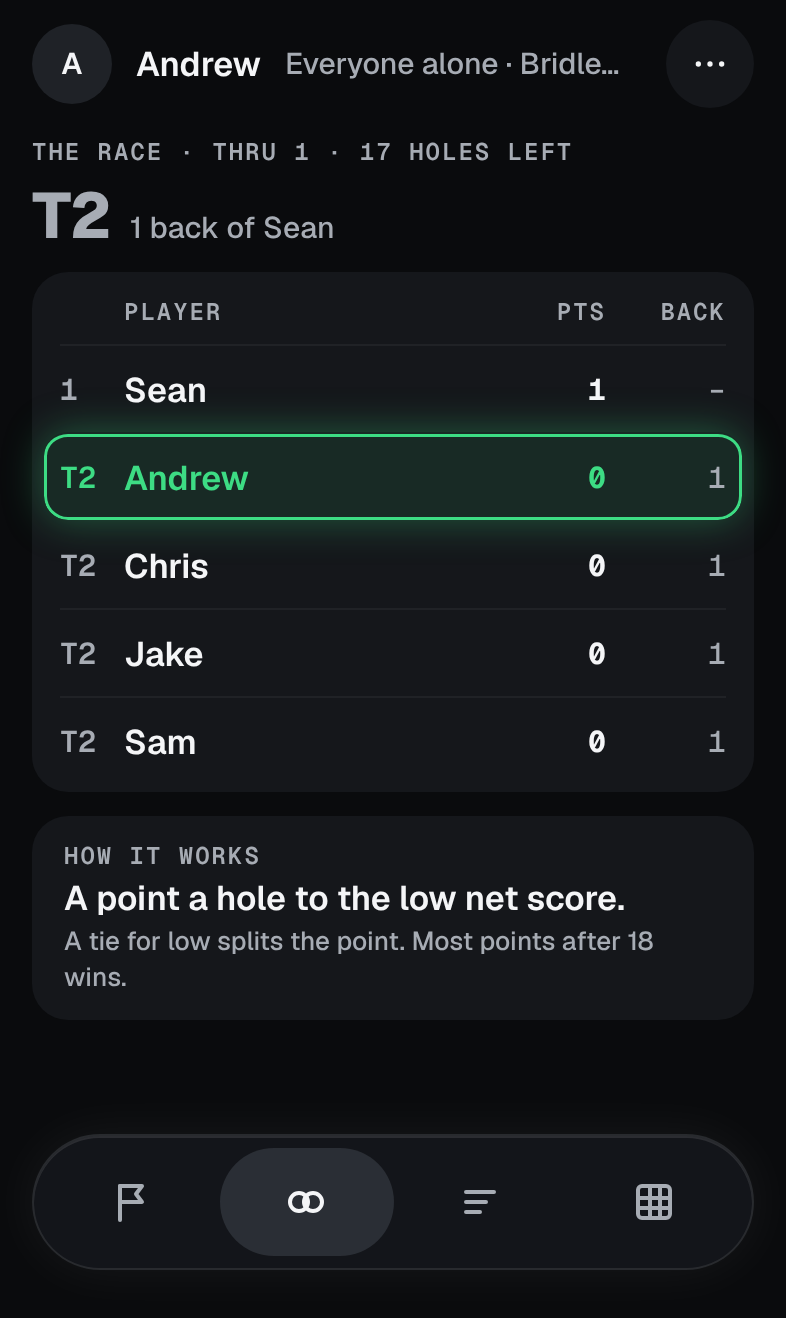 A Andrew Everyone alone · Bridle…
THE RACE · THRU 1 · 17 HOLES LEFT
T2 1 back of Sean
PLAYER PTS BACK
1 Sean 1 –
T2 Andrew 0 1
T2 Chris 0 1
T2 Jake 0 1
T2 Sam 0 1
HOW IT WORKS
A point a hole to the low net score.
A tie for low splits the point. Most points after 18
wins.